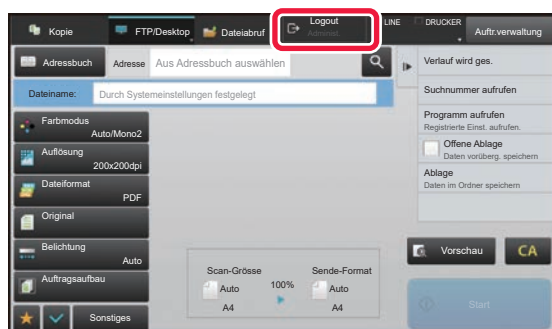 Kopie
FTP/Desktop
Dateiabruf
Logout
Administ.
LINE
DRUCKER
Auftr.verwaltung
Adressbuch
Adresse
Aus Adressbuch auswählen
Dateiname:
Durch Systemeinstellungen festgelegt
Farbmodus
Auto/Mono2
Auflösung
200x200dpi
Dateiformat
PDF
Original
Belichtung
Auto
Auftragsaufbau
Sonstiges
Scan-Grösse
Auto
A4
100%
Sende-Format
Auto
A4
Verlauf wird ges.
Suchnummer aufrufen
Programm aufrufen
Registrierte Einst. aufrufen.
Offene Ablage
Daten vorüberg. speichern
Ablage
Daten im Ordner speichern
Vorschau
CA
Start